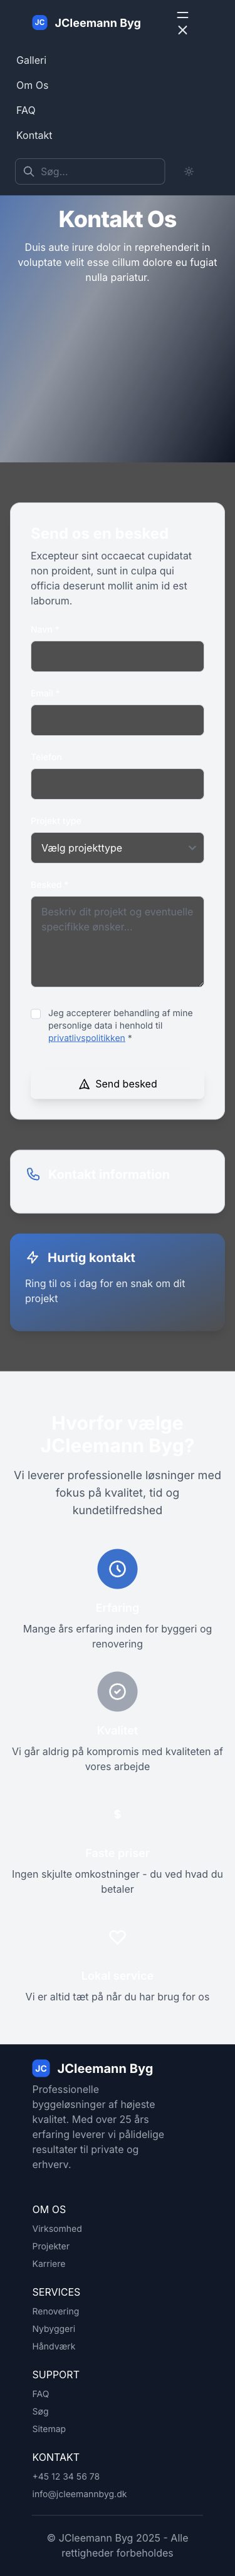 JC JCleemann Byg
Galleri
Om Os
FAQ
Kontakt
Søg...
Kontakt Os
Duis aute irure dolor in reprehenderit in
voluptate velit esse cillum dolore eu fugiat
nulla pariatur.
Send os en besked
Excepteur sint occaecat cupidatat
non proident, sunt in culpa qui
officia deserunt mollit anim id est
laborum.
Navn *
Email *
Telefon
Projekt type
Vælg projekttype
Besked *
Beskriv dit projekt og eventuelle
specifikke ønsker...
Jeg accepterer behandling af mine
personlige data i henhold til
privatlivspolitikken *
Send besked
Kontakt information
Hurtig kontakt
Ring til os i dag for en snak om dit
projekt
Hvorfor vælge
JCleemann Byg?
Vi leverer professionelle løsninger med
fokus på kvalitet, tid og
kundetilfredshed
Erfaring
Mange års erfaring inden for byggeri og
renovering
Kvalitet
Vi går aldrig på kompromis med kvaliteten af
vores arbejde
$
Faste priser
Ingen skjulte omkostninger - du ved hvad du
betaler
Lokal service
Vi er altid tæt på når du har brug for os
JC JCleemann Byg
Professionelle
byggeløsninger af højeste
kvalitet. Med over 25 års
erfaring leverer vi pålidelige
resultater til private og
erhverv.
OM OS
Virksomhed
Projekter
Karriere
SERVICES
Renovering
Nybyggeri
Håndværk
SUPPORT
FAQ
Søg
Sitemap
KONTAKT
+45 12 34 56 78
info@jcleemannbyg.dk
© JCleemann Byg 2025 - Alle
rettigheder forbeholdes